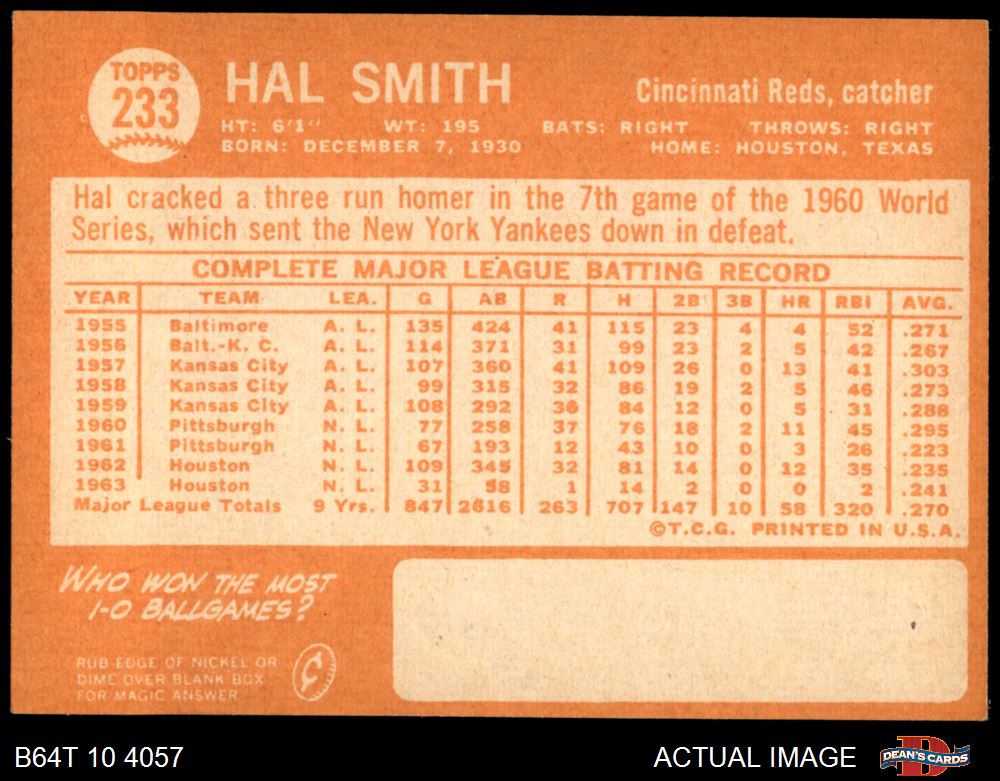 TOPPS
233
HAL SMITH
Cincinnati Reds, catcher
HT: 6'1" WT: 195 BATS: RIGHT THROWS: RIGHT
BORN: DECEMBER 7, 1930 HOME: HOUSTON, TEXAS
Hal cracked a three run homer in the 7th game of the 1960 World
Series, which sent the New York Yankees down in defeat.
COMPLETE MAJOR LEAGUE BATTING RECORD
YEAR TEAM LEA. G AB R H 2B 3B HR RBI AVG.
1955 Baltimore A. L. 135 424 41 115 23 4 4 52 .271
1956 Balt.-K. C. A. L. 114 371 31 99 23 2 5 42 .267
1957 Kansas City A. L. 107 360 41 109 26 0 13 41 .303
1958 Kansas City A. L. 99 315 32 86 19 2 5 46 .273
1959 Kansas City A. L. 108 292 36 84 12 0 5 31 .288
1960 Pittsburgh N. L. 77 258 37 76 18 2 11 45 .295
1961 Pittsburgh N. L. 67 193 12 43 10 0 3 26 .223
1962 Houston N. L. 109 345 32 81 14 0 12 35 .235
1963 Houston N. L. 31 58 1 14 2 0 0 2 .241
Major League Totals 9 Yrs. 847 2616 263 707 147 10 58 320 .270
©T.C.G. PRINTED IN U.S.A.
WHO WON THE MOST
1-0 BALLGAMES?
RUB EDGE OF NICKEL OR
DIME OVER BLANK BOX
FOR MAGIC ANSWER
¢
B64T 10 4057
ACTUAL IMAGE
DEAN'S CARDS